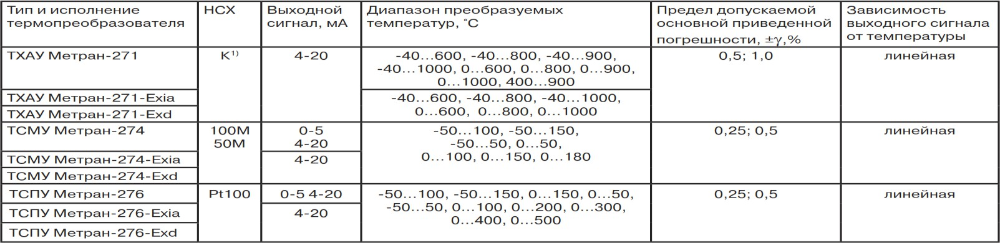 Тип и исполнение термопреобразователя
НСХ
Выходной сигнал, мА
Диапазон преобразуемых температур, ˚С
Предел допускаемой основной приведенной погрешности, ±γ,%
Зависимость выходного сигнала от температуры
ТХАУ Метран-271
К¹⁾
4-20
-40...600, -40...800, -40...900,
-40...1000, 0...600, 0...800, 0...900,
0...1000, 400...900
0,5; 1,0
линейная
ТХАУ Метран-271-Exia
-40...600, -40...800, -40...1000,
0...600, 0...800, 0...1000
ТХАУ Метран-271-Exd
ТСМУ Метран-274
100М
50М
0-5
4-20
-50...100, -50...150,
-50...50, 0...50,
0...100, 0...150, 0...180
0,25; 0,5
линейная
ТСМУ Метран-274-Exia
4-20
ТСМУ Метран-274-Exd
ТСПУ Метран-276
Pt100
0-5 4-20
-50...100, -50...150, 0...150, 0...50,
-50...50, 0...100, 0...200, 0...300,
0...400, 0...500
0,25; 0,5
линейная
ТСПУ Метран-276-Exia
4-20
ТСПУ Метран-276-Exd